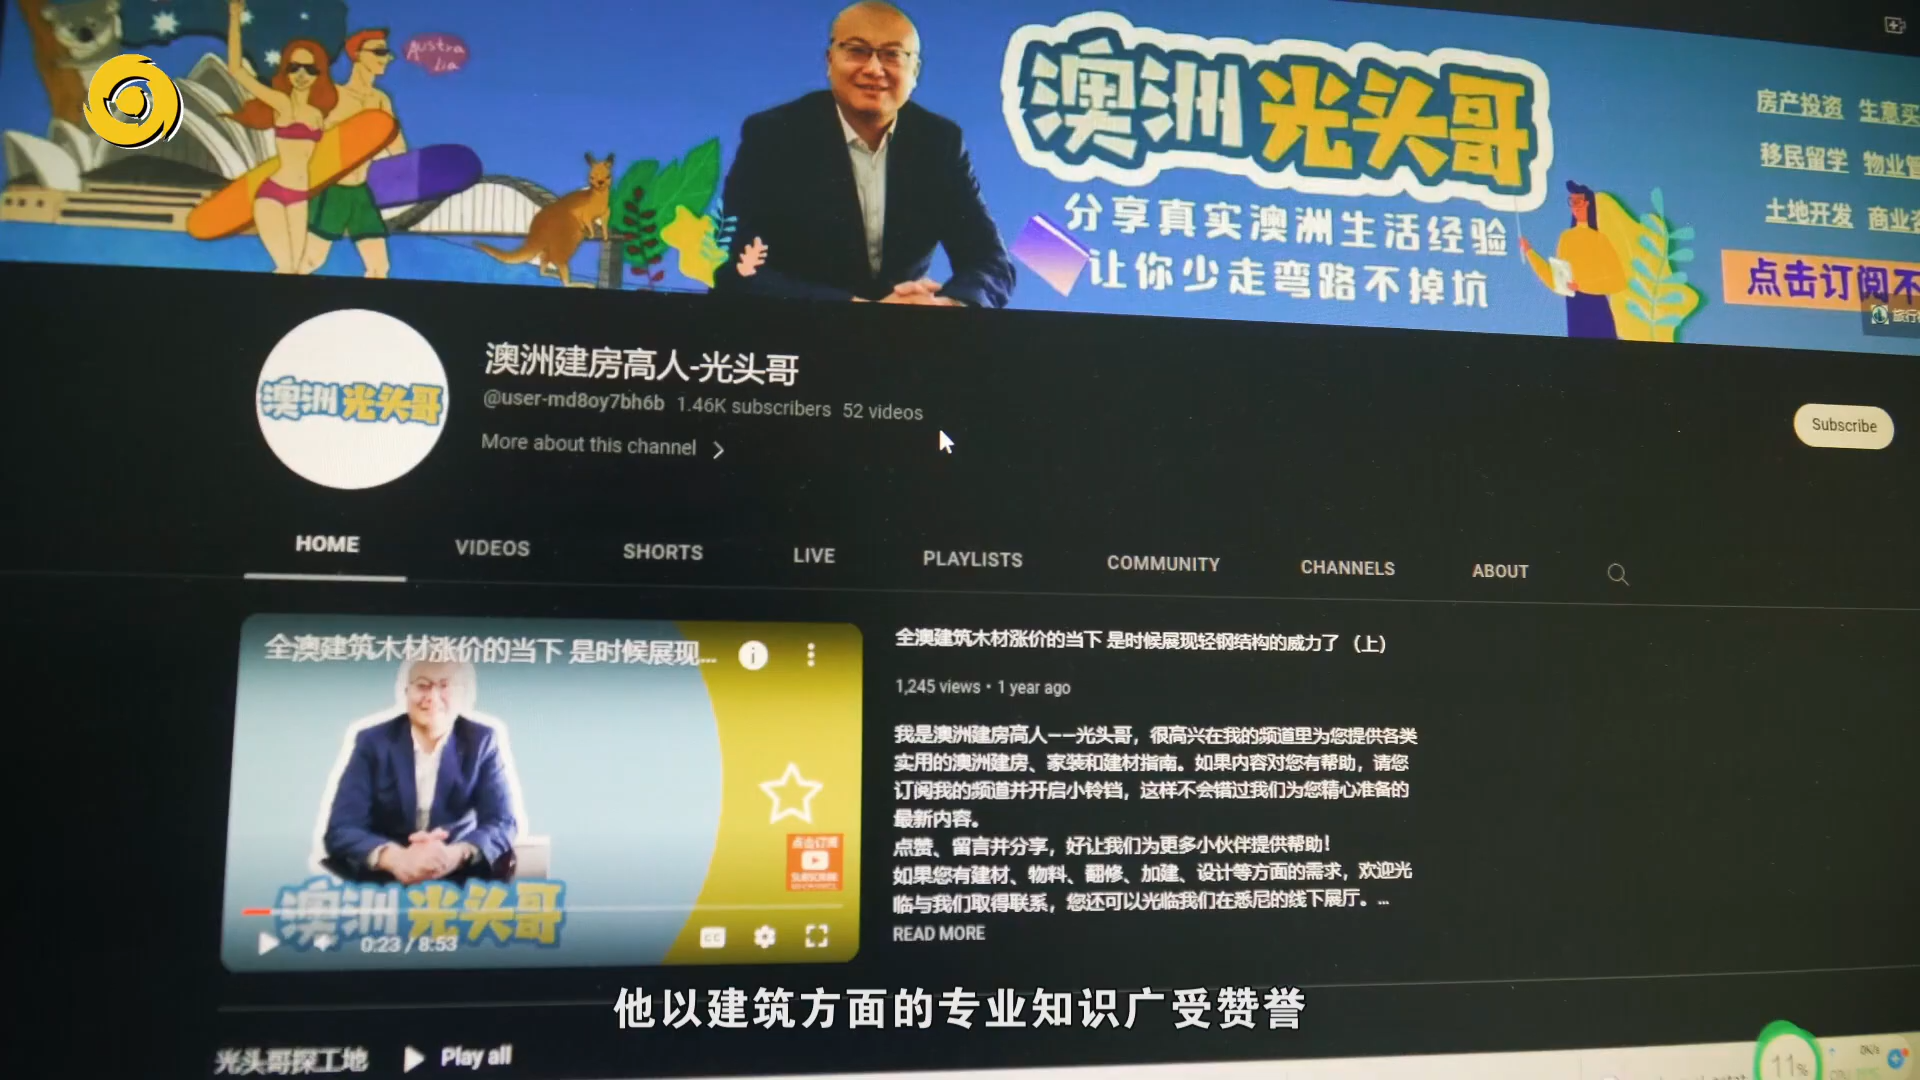 Austra
lia
澳洲光头哥
分享真实澳洲生活经验
让你少走弯路不掉坑
房产投资 生意买
移民留学 物业管
土地开发 商业
点击订阅不
旅行
澳洲光头哥
澳洲建房高人-光头哥
@user-md8oy7bh6b 1.46K subscribers 52 videos
More about this channel
Subscribe
HOME VIDEOS SHORTS LIVE PLAYLISTS COMMUNITY CHANNELS ABOUT
全澳建筑木材涨价的当下 是时候展现...
点击订阅
SUBSCRIBE
澳洲光头哥
0:23 / 8:53
CC
全澳建筑木材涨价的当下 是时候展现轻钢结构的威力了 （上）
1,245 views • 1 year ago
我是澳洲建房高人——光头哥，很高兴在我的频道里为您提供各类
实用的澳洲建房、家装和建材指南。如果内容对您有帮助，请您
订阅我的频道并开启小铃铛，这样不会错过我们为您精心准备的
最新内容。
点赞、留言并分享，好让我们为更多小伙伴提供帮助！
如果您有建材、物料、翻修、加建、设计等方面的需求，欢迎光
临与我们取得联系，您还可以光临我们在悉尼的线下展厅。...
READ MORE
他以建筑方面的专业知识广受赞誉
光头哥探工地 Play all
11%
0K/s